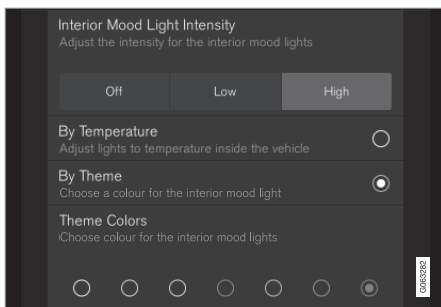 Interior Mood Light Intensity
Adjust the intensity for the interior mood lights
Off Low High
By Temperature
Adjust lights to temperature inside the vehicle
By Theme
Choose a colour for the interior mood light
Theme Colors
Choose colour for the interior mood lights
G063282